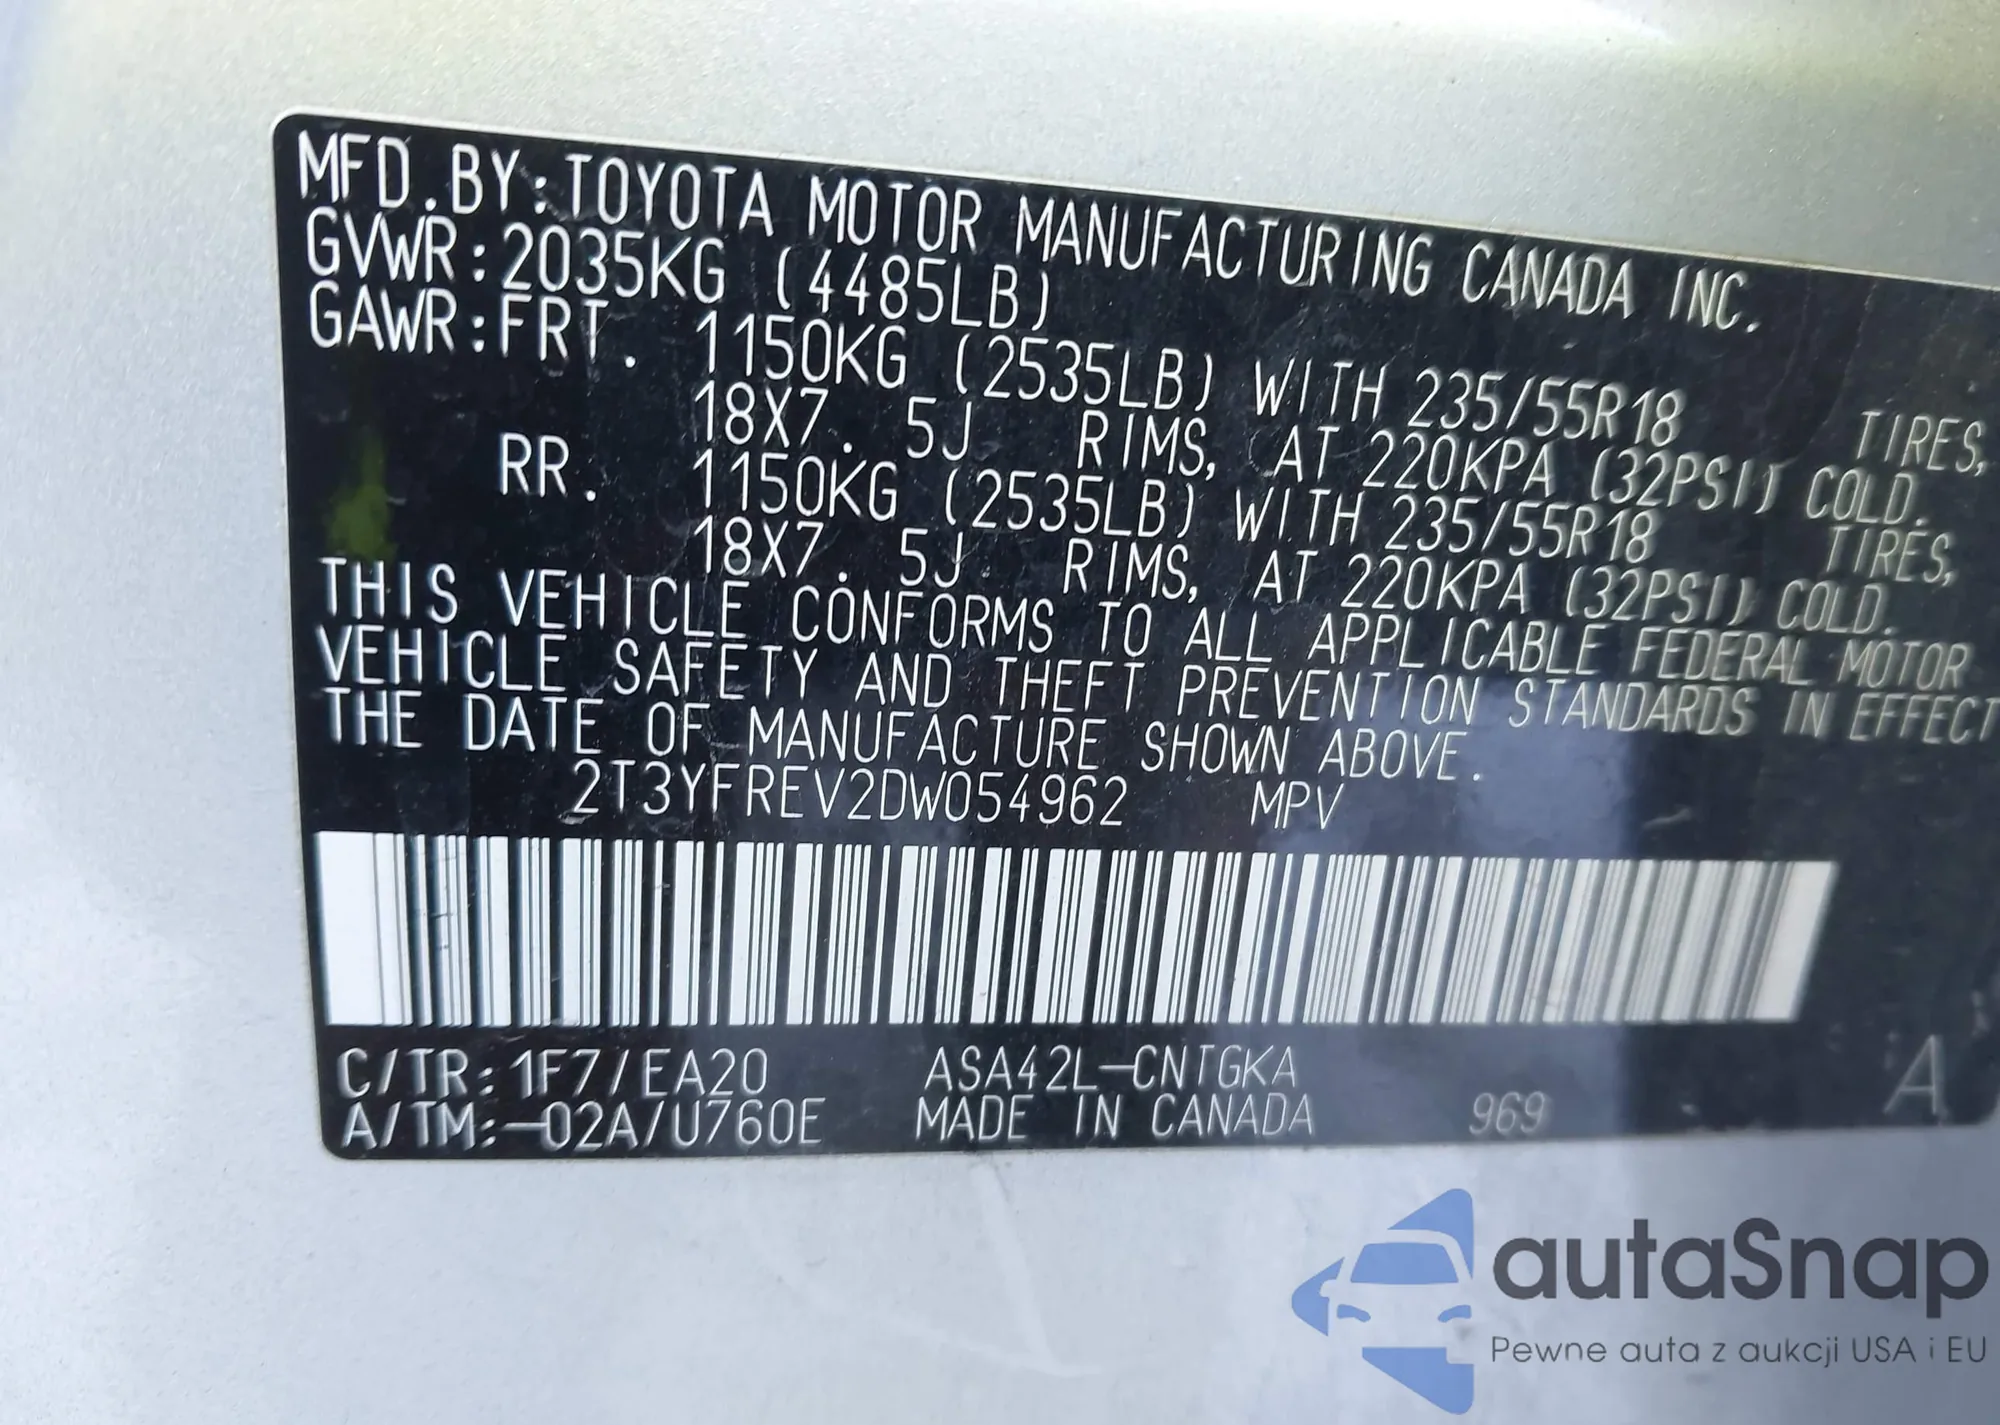 MFD.BY:TOYOTA MOTOR MANUFACTURING CANADA INC.
GVWR:2035KG (4485LB)
GAWR:FRT. 1150KG (2535LB) WITH 235/55R18 TIRES,
18X7.5J RIMS, AT 220KPA (32PSI) COLD.
RR. 1150KG (2535LB) WITH 235/55R18 TIRES,
18X7.5J RIMS, AT 220KPA (32PSI) COLD.
THIS VEHICLE CONFORMS TO ALL APPLICABLE FEDERAL MOTOR
VEHICLE SAFETY AND THEFT PREVENTION STANDARDS IN EFFECT
THE DATE OF MANUFACTURE SHOWN ABOVE.
2T3YFREV2DW054962 MPV
C/TR:1F7/EA20 ASA42L-CNTGKA
A/TM:-02A/U760E MADE IN CANADA 969 A
autaSnap
Pewne auta z aukcji USA i EU